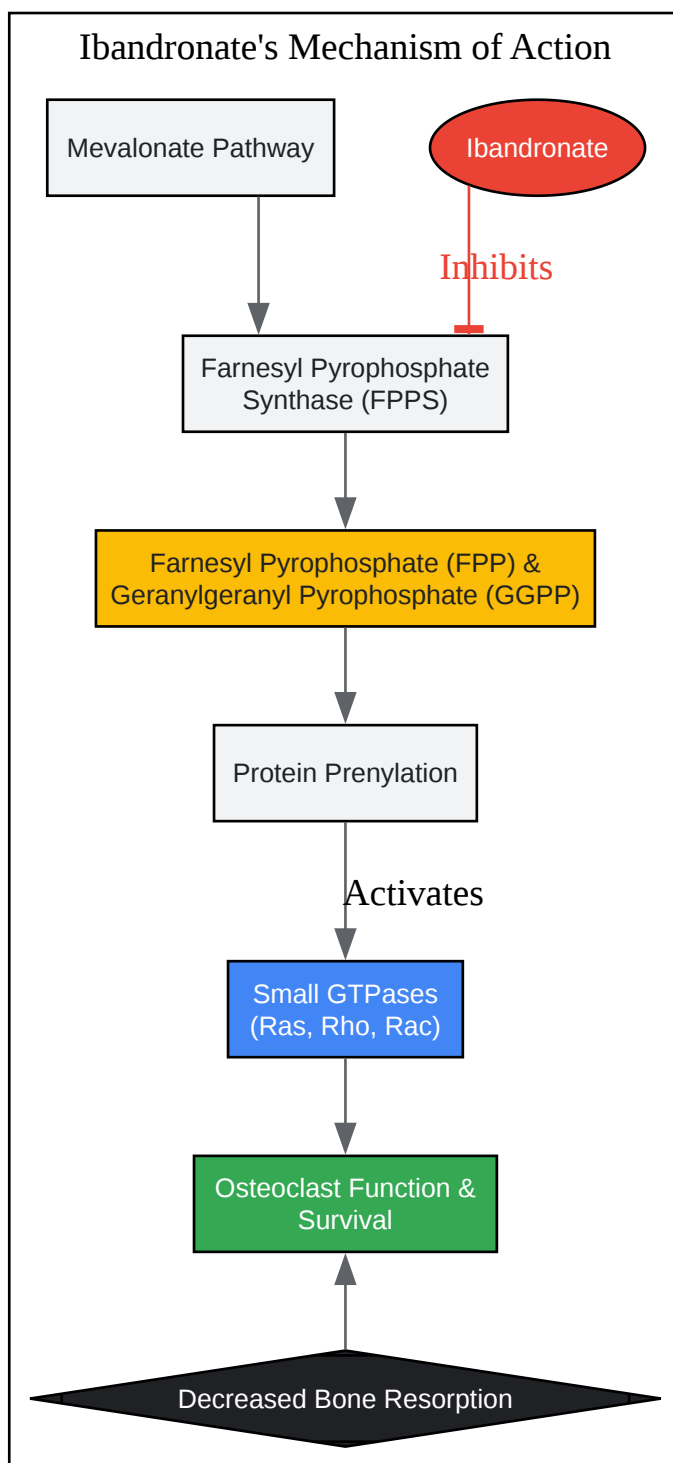 Ibandronate's Mechanism of Action
Mevalonate Pathway
Ibandronate
Inhibits
Farnesyl Pyrophosphate
Synthase (FPPS)
Farnesyl Pyrophosphate (FPP) &
Geranylgeranyl Pyrophosphate (GGPP)
Protein Prenylation
Activates
Small GTPases
(Ras, Rho, Rac)
Osteoclast Function &
Survival
Decreased Bone Resorption